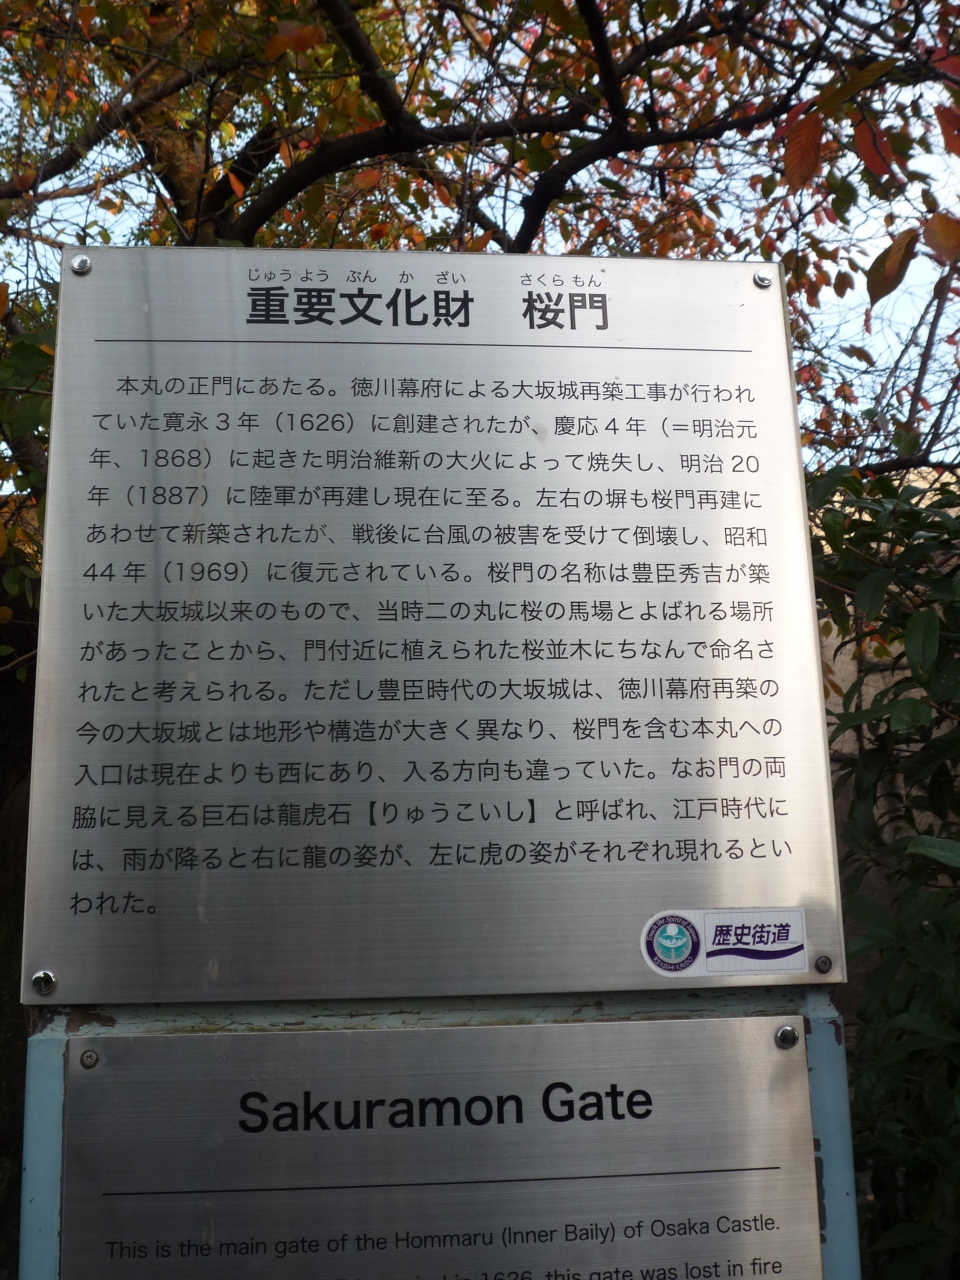 じゅう よう ぶん か ざい さくら もん
重要文化財 桜門
本丸の正門にあたる。徳川幕府による大坂城再築工事が行われ
ていた寛永３年（1626）に創建されたが、慶応４年（＝明治元
年、1868）に起きた明治維新の大火によって焼失し、明治 20
年（1887）に陸軍が再建し現在に至る。左右の塀も桜門再建に
あわせて新築されたが、戦後に台風の被害を受けて倒壊し、昭和
44 年（1969）に復元されている。桜門の名称は豊臣秀吉が築
いた大坂城以来のもので、当時二の丸に桜の馬場とよばれる場所
があったことから、門付近に植えられた桜並木にちなんで命名さ
れたと考えられる。ただし豊臣時代の大坂城は、徳川幕府再築の
今の大坂城とは地形や構造が大きく異なり、桜門を含む本丸への
入口は現在よりも西にあり、入る方向も違っていた。なお門の両
脇に見える巨石は龍虎石【りゅうこいし】と呼ばれ、江戸時代に
は、雨が降ると右に龍の姿が、左に虎の姿がそれぞれ現れるとい
われた。
Touch the Spirit of Japan
REKISHI KAIDO
歴史街道
Sakuramon Gate
This is the main gate of the Hommaru (Inner Baily) of Osaka Castle.
in 1626, this gate was lost in fire